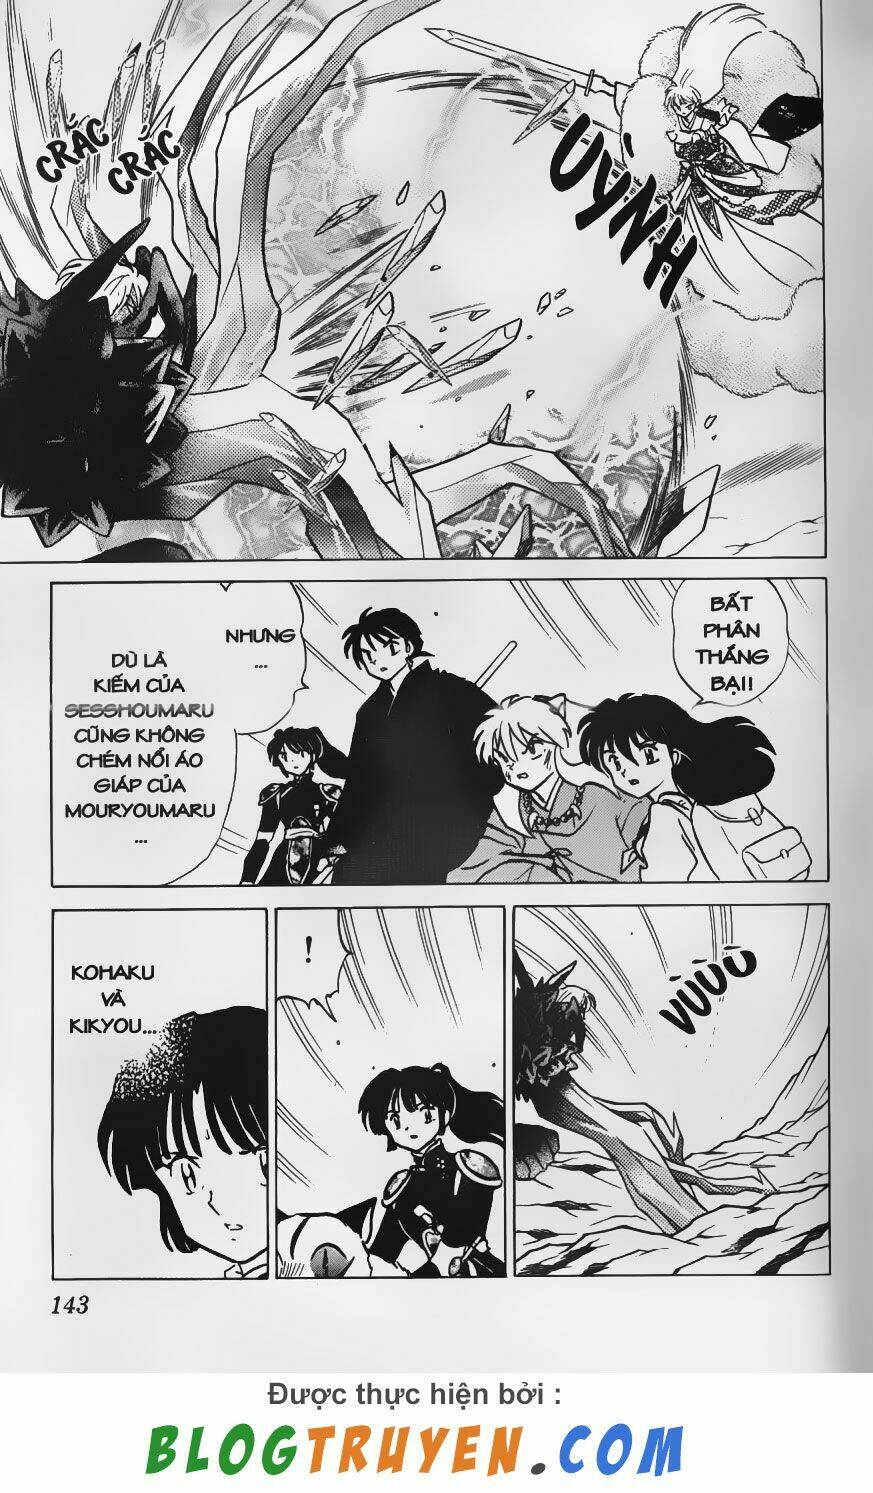 CRẮC
CRẮC
UỲNH
BẤT
PHÂN
THẮNG
BẠI!
NHƯNG
...
DÙ LÀ
KIẾM CỦA
SESSHOUMARU
CŨNG KHÔNG
CHÉM NỔI ÁO
GIÁP CỦA
MOURYOUMARU
...
VÙÙÙ
!
KOHAKU
VÀ
KIKYOU...
143
Được thực hiện bởi :
BLOGTRUYEN.COM